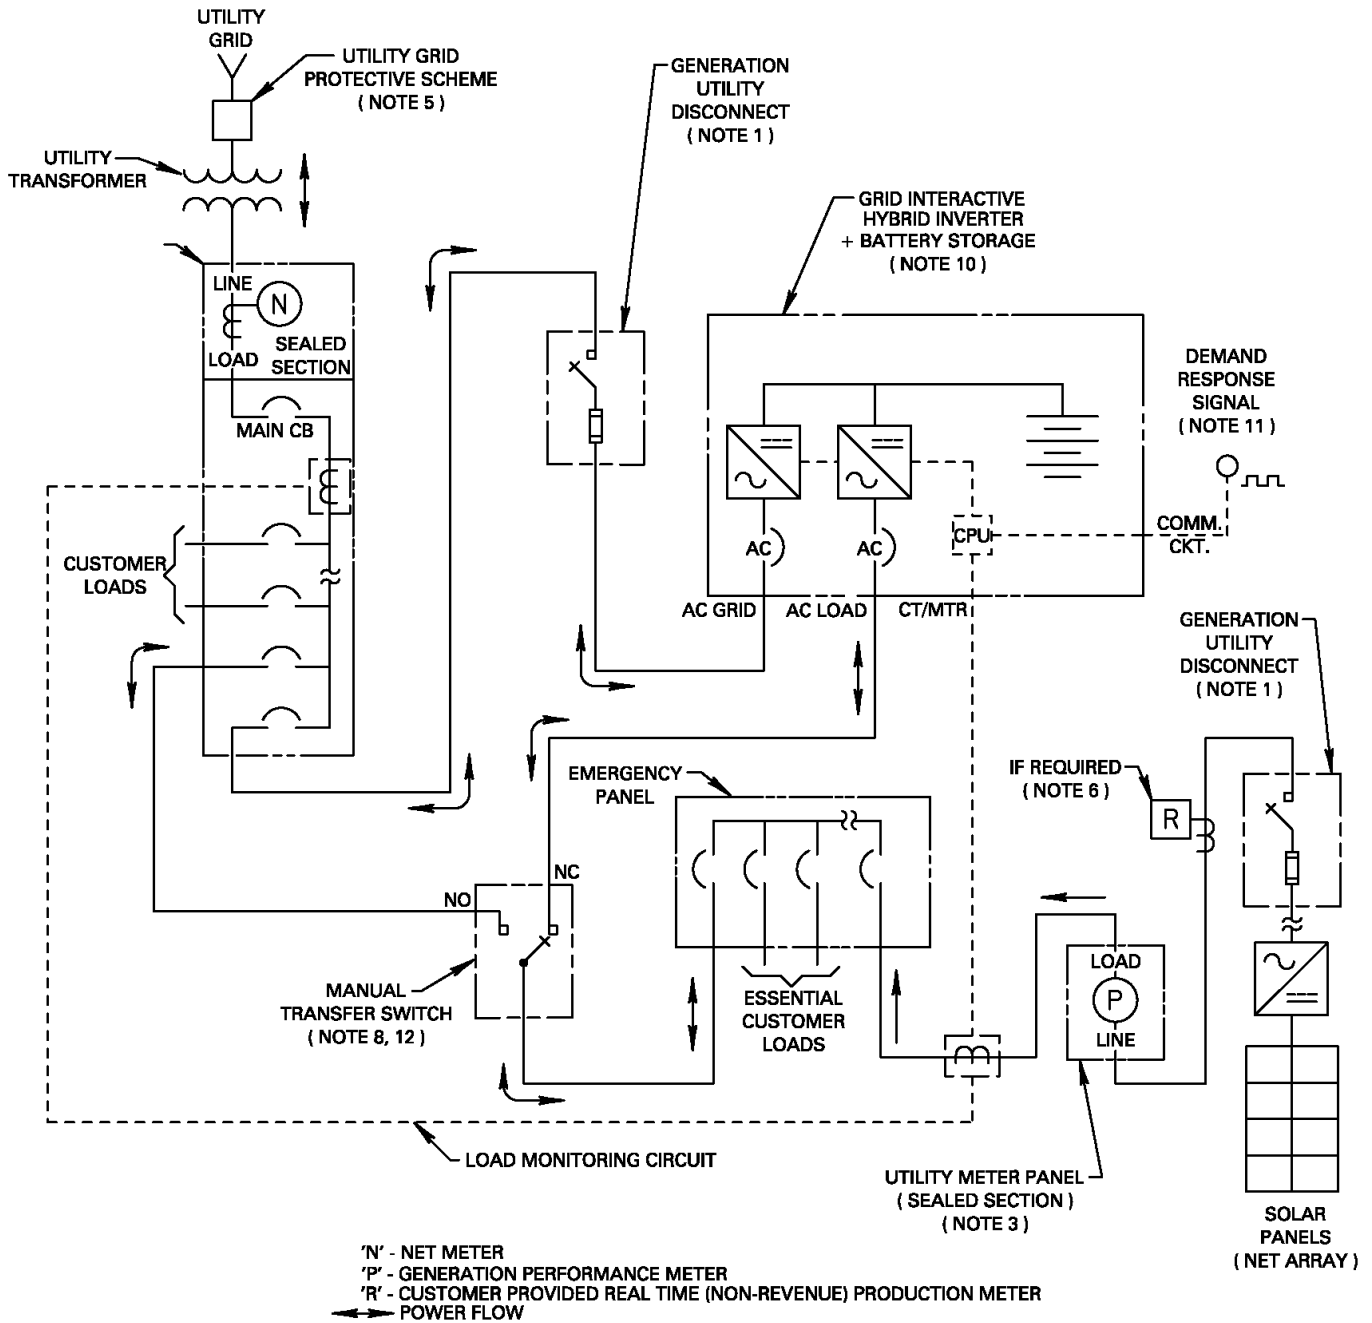 UTILITY
GRID
UTILITY GRID
PROTECTIVE SCHEME
( NOTE 5 )
UTILITY
TRANSFORMER
GENERATION
UTILITY
DISCONNECT
( NOTE 1 )
GRID INTERACTIVE
HYBRID INVERTER
+ BATTERY STORAGE
( NOTE 10 )
LINE
N
LOAD
SEALED
SECTION
MAIN CB
CUSTOMER
LOADS
DEMAND
RESPONSE
SIGNAL
( NOTE 11 )
AC
AC
CPU
COMM.
CKT.
AC GRID
AC LOAD
CT/MTR
GENERATION
UTILITY
DISCONNECT
( NOTE 1 )
EMERGENCY
PANEL
IF REQUIRED
( NOTE 6 )
R
NO
NC
MANUAL
TRANSFER SWITCH
( NOTE 8, 12 )
ESSENTIAL
CUSTOMER
LOADS
LOAD
P
LINE
LOAD MONITORING CIRCUIT
UTILITY METER PANEL
( SEALED SECTION )
( NOTE 3 )
SOLAR
PANELS
( NET ARRAY )
'N' - NET METER
'P' - GENERATION PERFORMANCE METER
'R' - CUSTOMER PROVIDED REAL TIME (NON-REVENUE) PRODUCTION METER
POWER FLOW